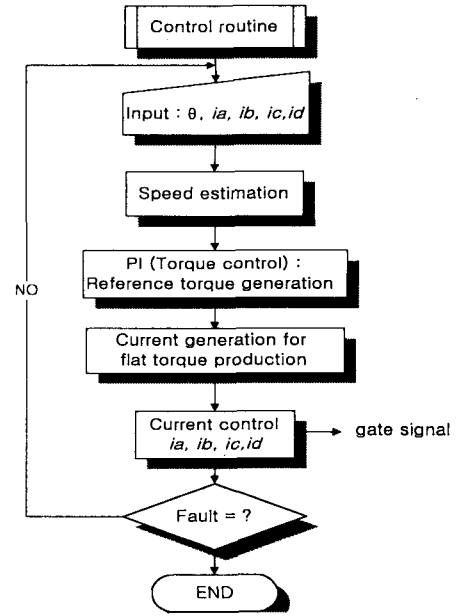 Control routine
Input : θ, ia, ib, ic,id
Speed estimation
PI (Torque control) :
Reference torque generation
NO
Current generation for
flat torque production
Current control
ia, ib, ic,id
gate signal
Fault = ?
END